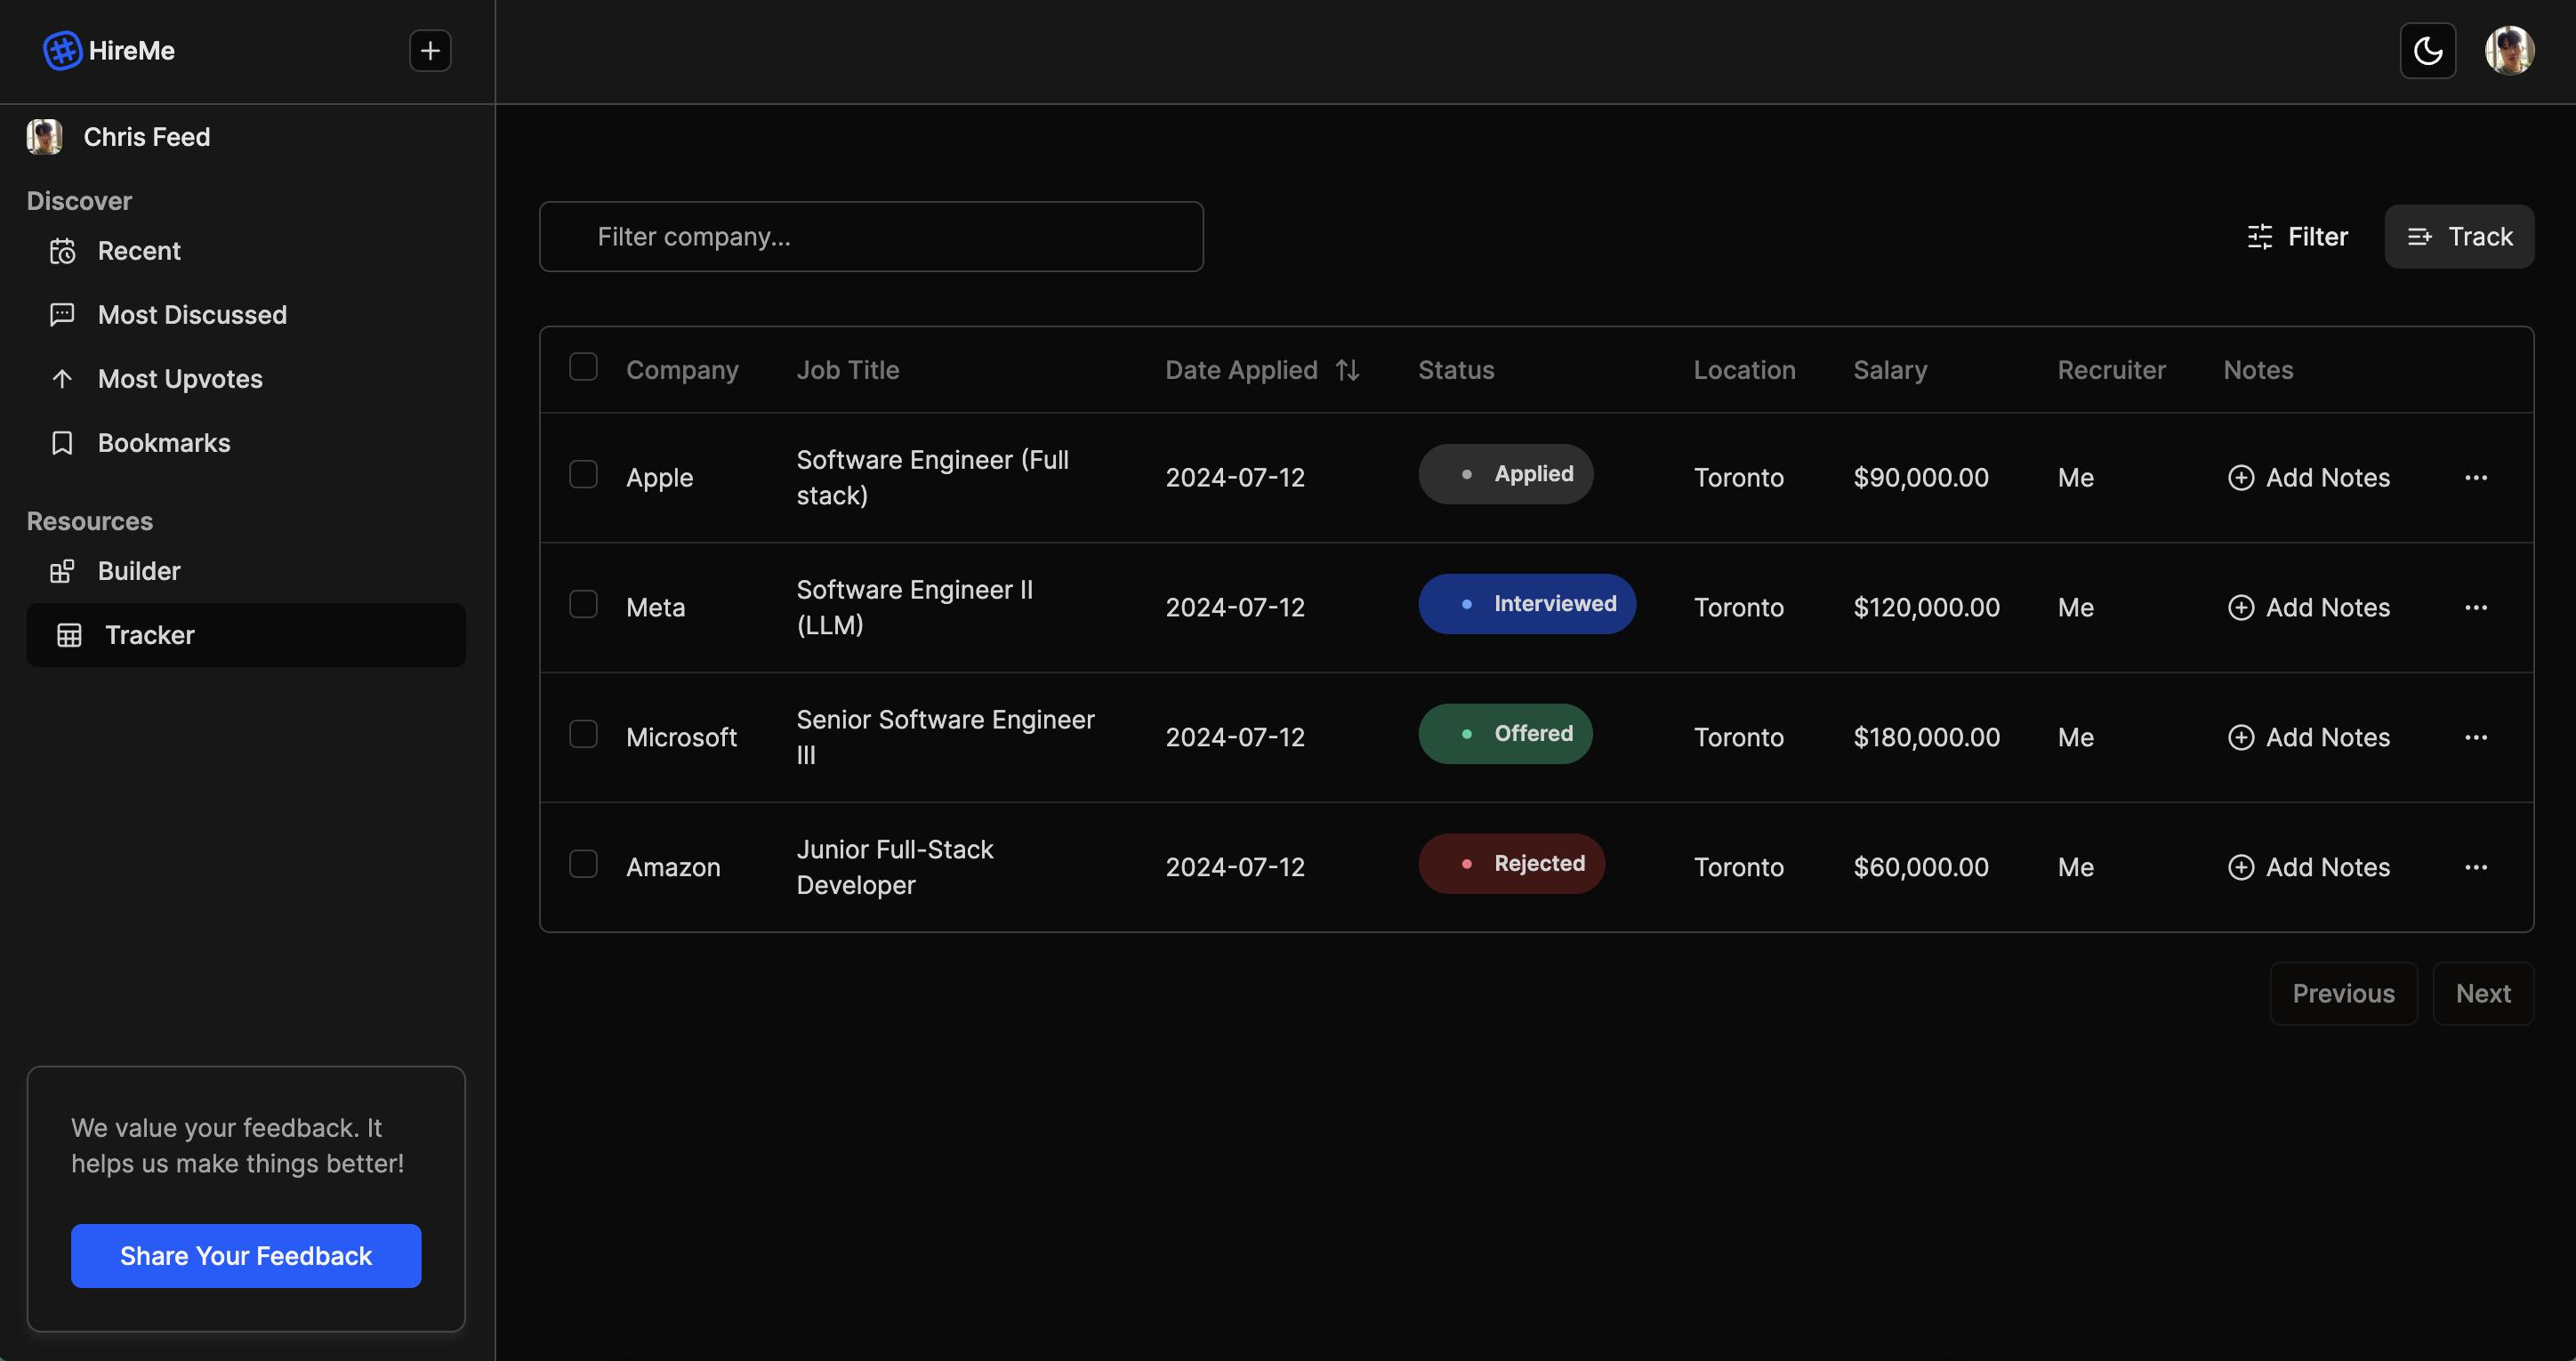 HireMe
Chris Feed
Discover
Recent
Most Discussed
Most Upvotes
Bookmarks
Resources
Builder
Tracker
We value your feedback. It
helps us make things better!
Share Your Feedback
Filter company...
Filter
Track
Company Job Title Date Applied Status Location Salary Recruiter Notes
Apple Software Engineer (Full
stack) 2024-07-12 Applied Toronto $90,000.00 Me Add Notes
Meta Software Engineer II
(LLM) 2024-07-12 Interviewed Toronto $120,000.00 Me Add Notes
Microsoft Senior Software Engineer
III 2024-07-12 Offered Toronto $180,000.00 Me Add Notes
Amazon Junior Full-Stack
Developer 2024-07-12 Rejected Toronto $60,000.00 Me Add Notes
Previous Next